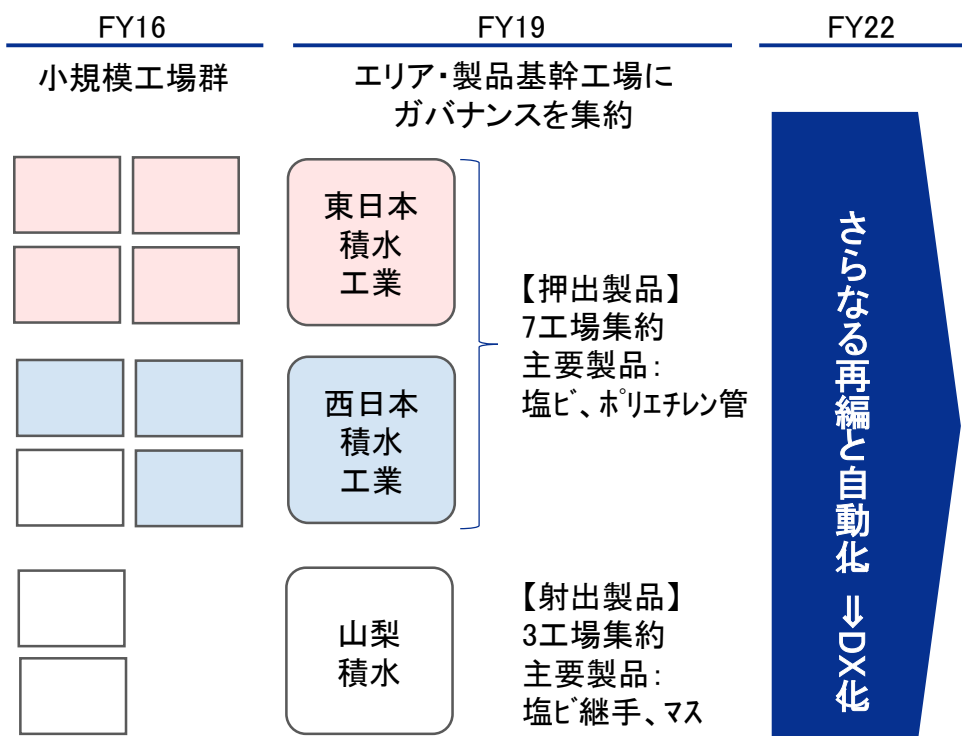 FY16
小規模工場群
FY19
エリア・製品基幹工場に
ガバナンスを集約
東日本
積水
工業
西日本
積水
工業
【押出製品】
7工場集約
主要製品：
塩ビ、ポリエチレン管
山梨
積水
【射出製品】
3工場集約
主要製品：
塩ビ継手、マス
FY22
さらなる再編と自動化 ⇒DX化